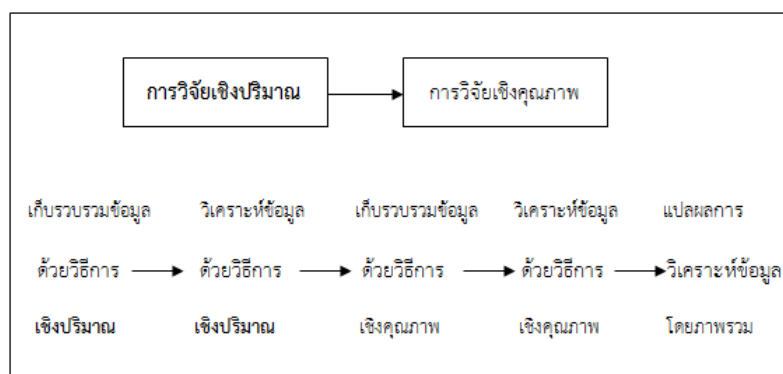 การวิจัยเชิงปริมาณ การวิจัยเชิงคุณภาพ
เก็บรวบรวมข้อมูล วิเคราะห์ข้อมูล เก็บรวบรวมข้อมูล วิเคราะห์ข้อมูล แปลผลการ
ด้วยวิธีการ ด้วยวิธีการ ด้วยวิธีการ ด้วยวิธีการ วิเคราะห์ข้อมูล
เชิงปริมาณ เชิงปริมาณ เชิงคุณภาพ เชิงคุณภาพ โดยภาพรวม